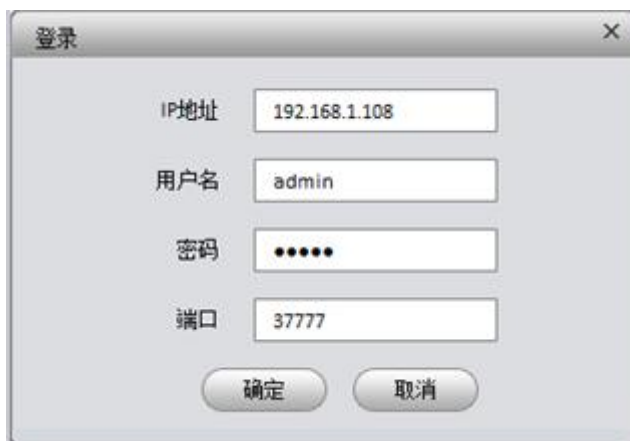 登录
IP地址 192.168.1.108
用户名 admin
密码 •••••
端口 37777
确定 取消